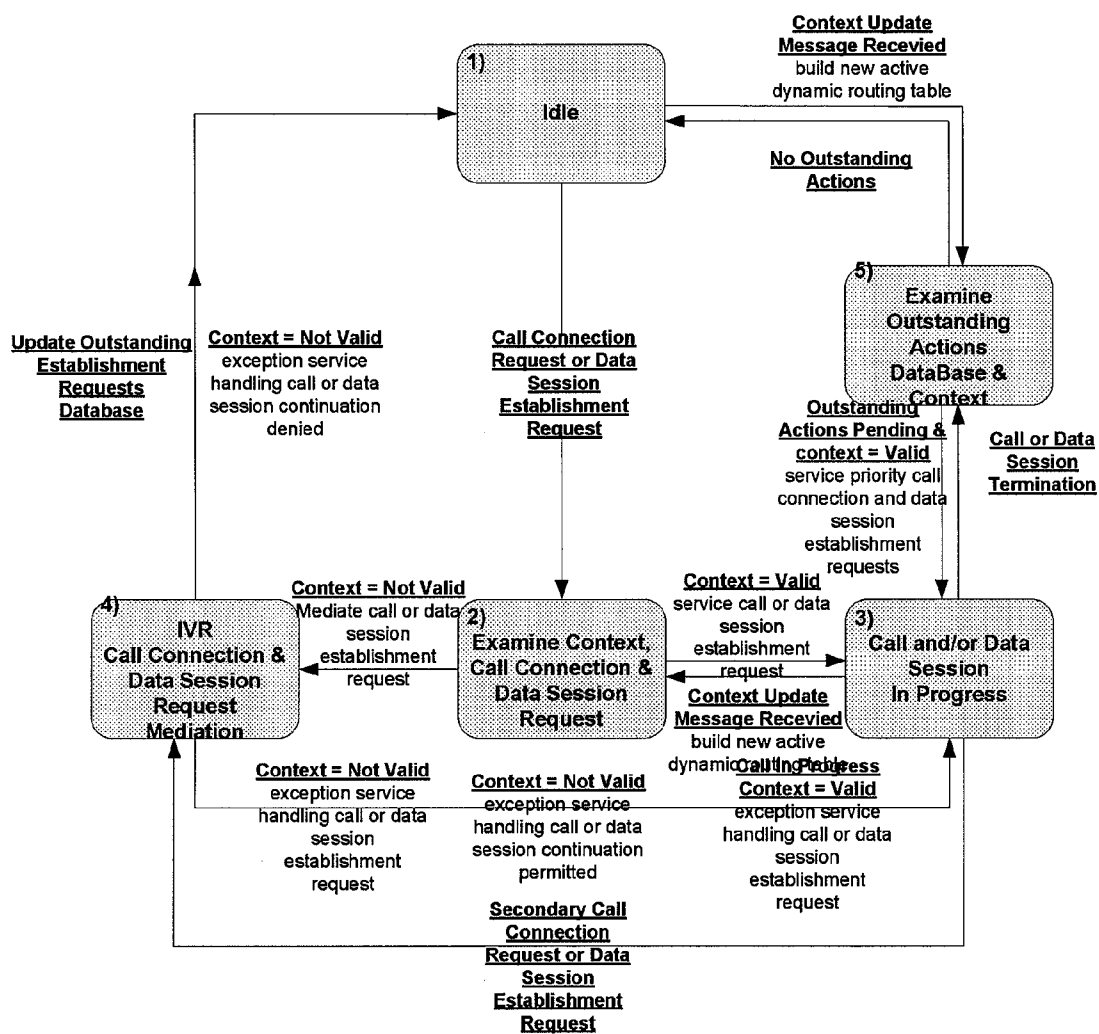 Context Update
Message Recevied
build new active
dynamic routing table
1)
Idle
No Outstanding
Actions
5)
Examine
Outstanding
Actions
DataBase &
Context
Update Outstanding
Establishment
Requests
Database
Context = Not Valid
exception service
handling call or data
session continuation
denied
Call Connection
Request or Data
Session
Establishment
Request
Outstanding
Actions Pending &
context = Valid
service priority call
connection and data
session
establishment
requests
Call or Data
Session
Termination
4)
IVR
Call Connection &
Data Session
Request
Mediation
Context = Not Valid
Mediate call or data
session
establishment
request
2)
Examine Context,
Call Connection &
Data Session
Request
Context = Valid
service call or data
session
establishment
request
3)
Call and/or Data
Session
In Progress
Context Update
Message Recevied
build new active
dynamic routing table
Context = Not Valid
exception service
handling call or data
session
establishment
request
Context = Not Valid
exception service
handling call or data
session continuation
permitted
Call In Progress
Context = Valid
exception service
handling call or data
session
establishment
request
Secondary Call
Connection
Request or Data
Session
Establishment
Request